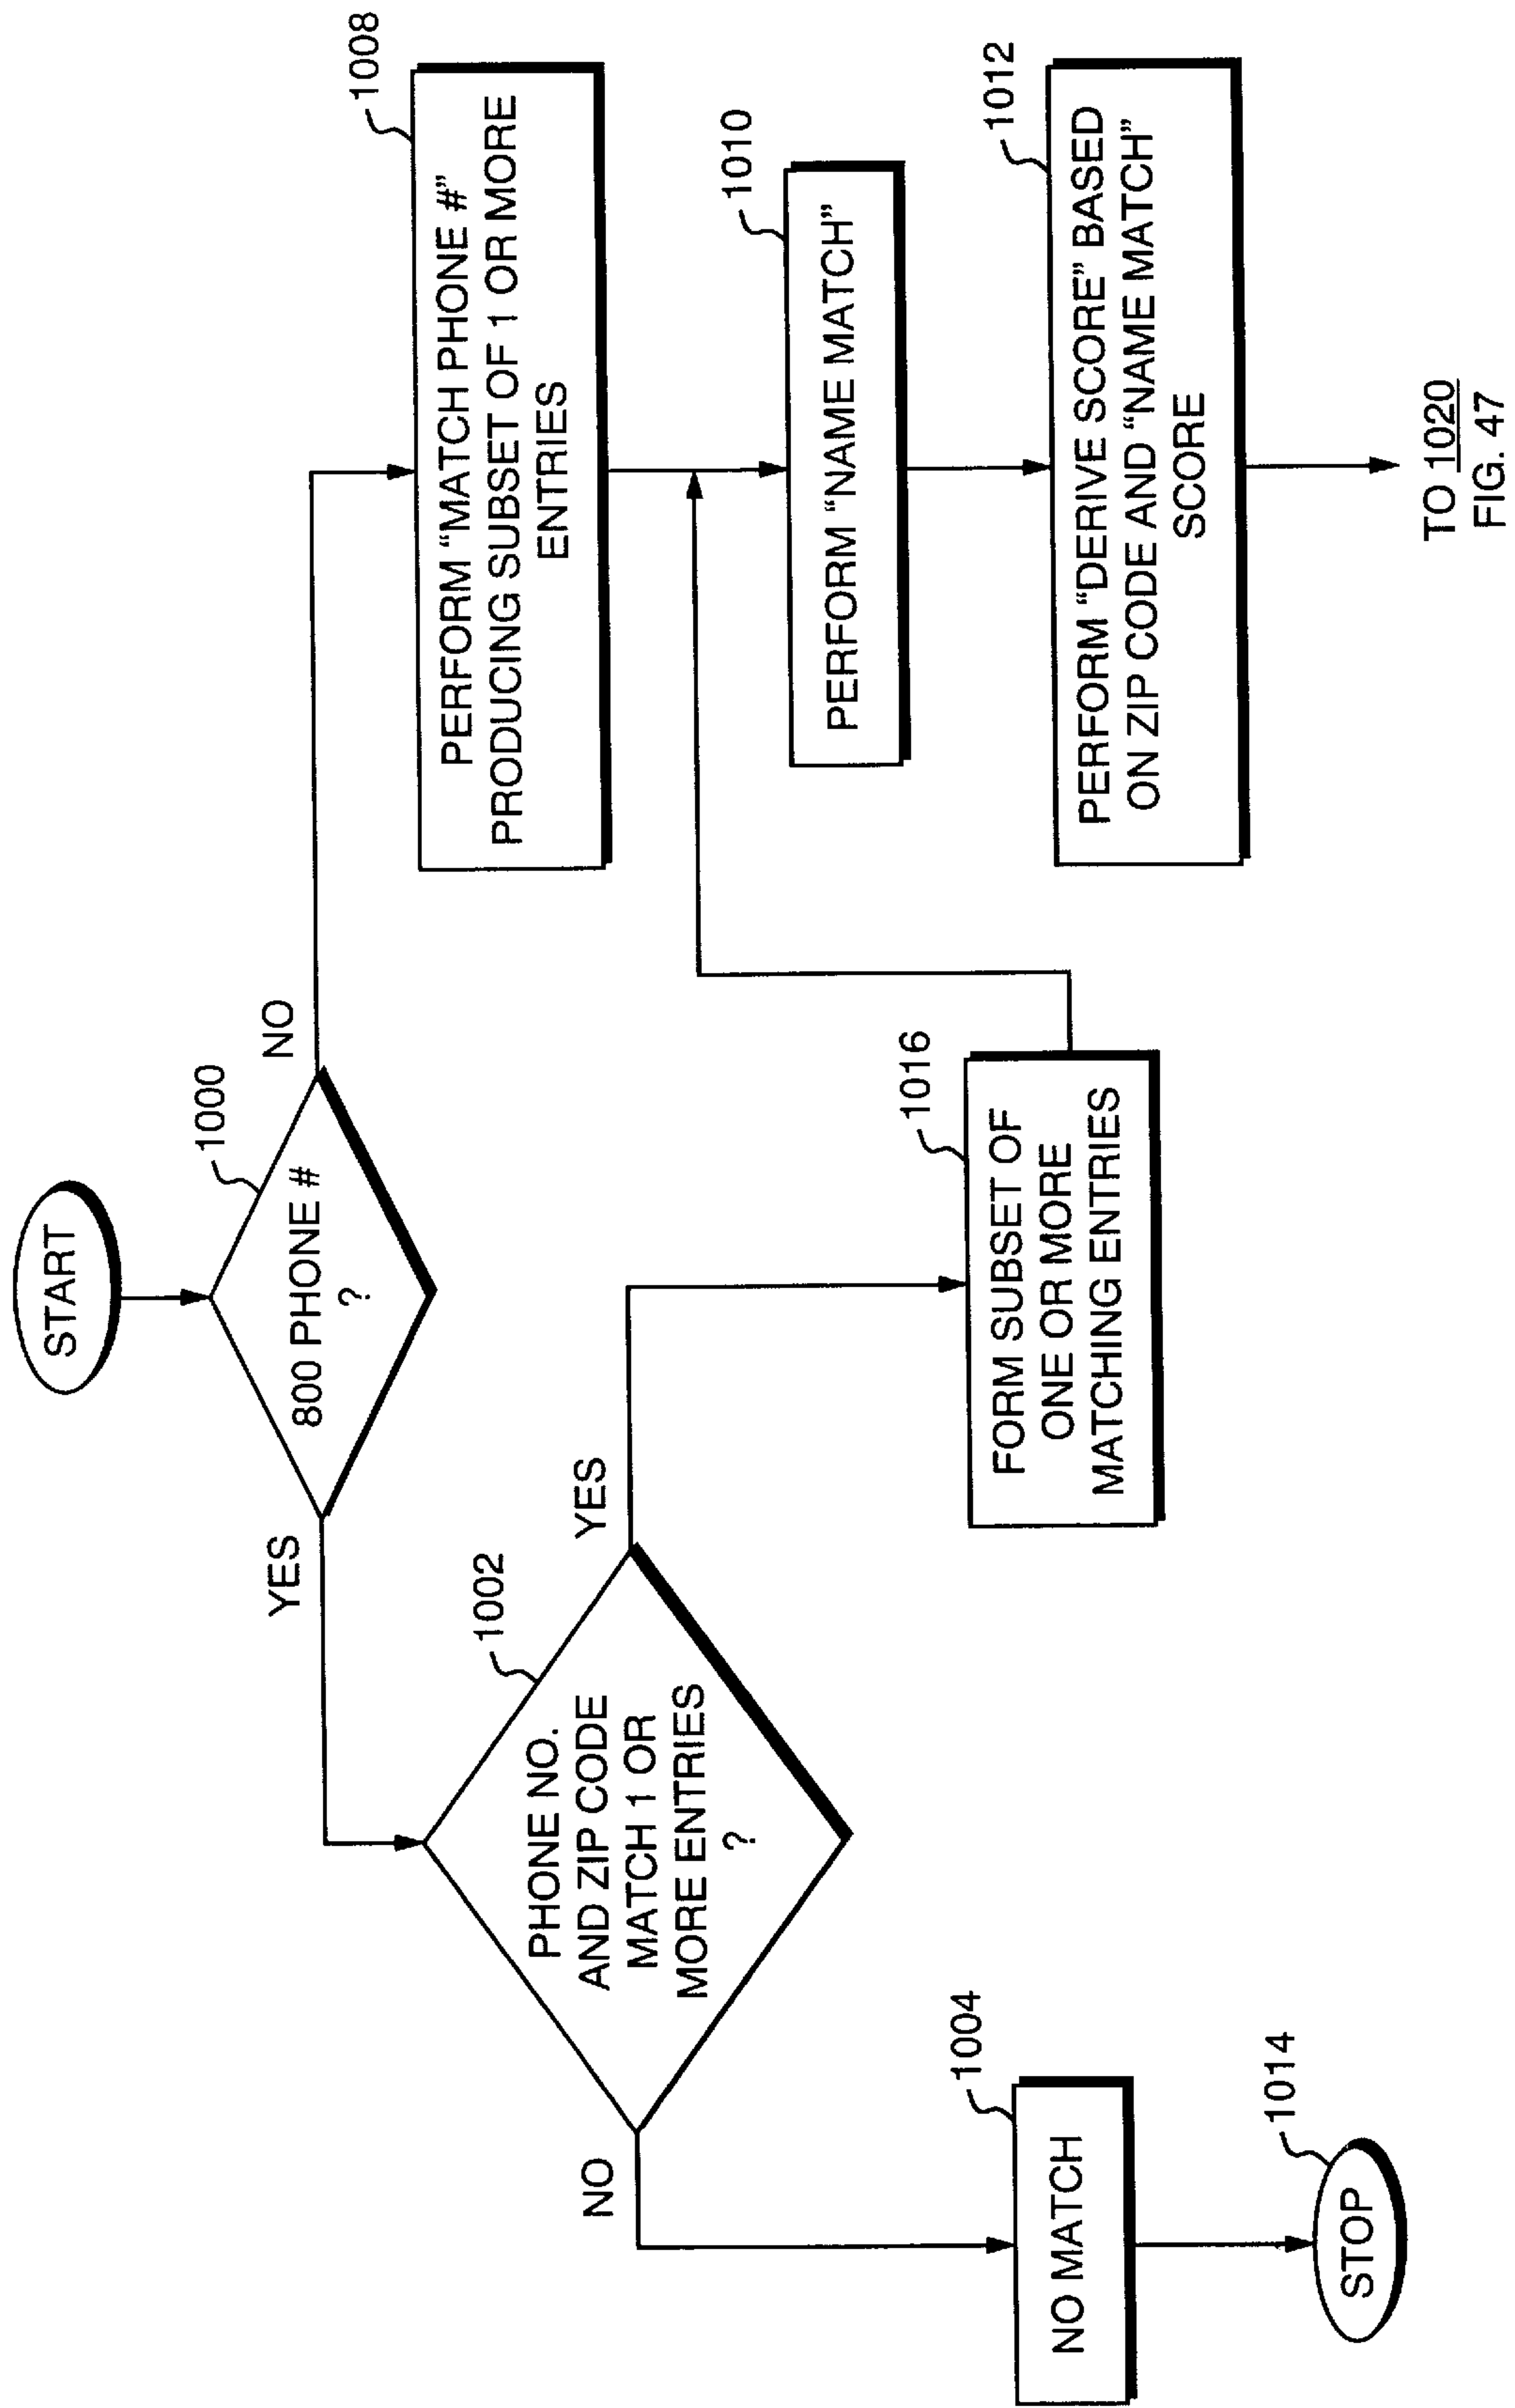 START
1000
800 PHONE #
?
YES
NO
1002
PHONE NO.
AND ZIP CODE
MATCH 1 OR
MORE ENTRIES
?
NO
YES
1004
NO MATCH
1014
STOP
1016
FORM SUBSET OF
ONE OR MORE
MATCHING ENTRIES
1008
PERFORM “MATCH PHONE #”
PRODUCING SUBSET OF 1 OR MORE
ENTRIES
1010
PERFORM “NAME MATCH”
1012
PERFORM “DERIVE SCORE” BASED
ON ZIP CODE AND “NAME MATCH”
SCORE
TO 1020
FIG. 47